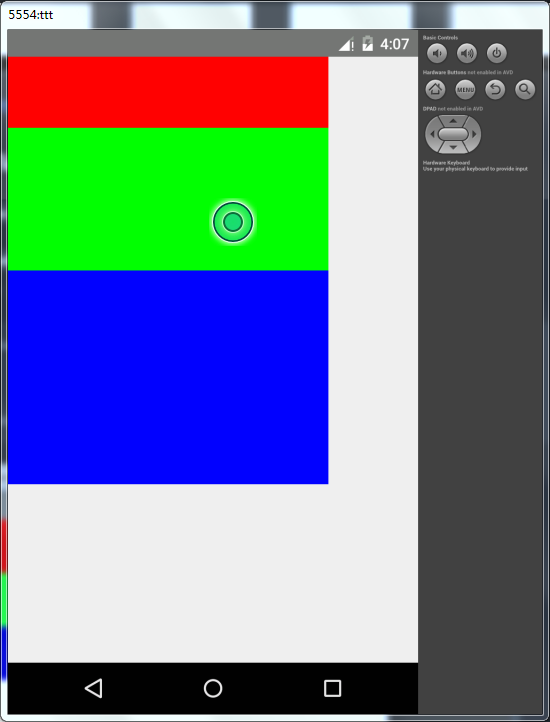 5554:ttt
4:07
Basic Controls
Hardware Buttons not enabled in AVD
MENU
DPAD not enabled in AVD
Hardware Keyboard
Use your physical keyboard to provide input